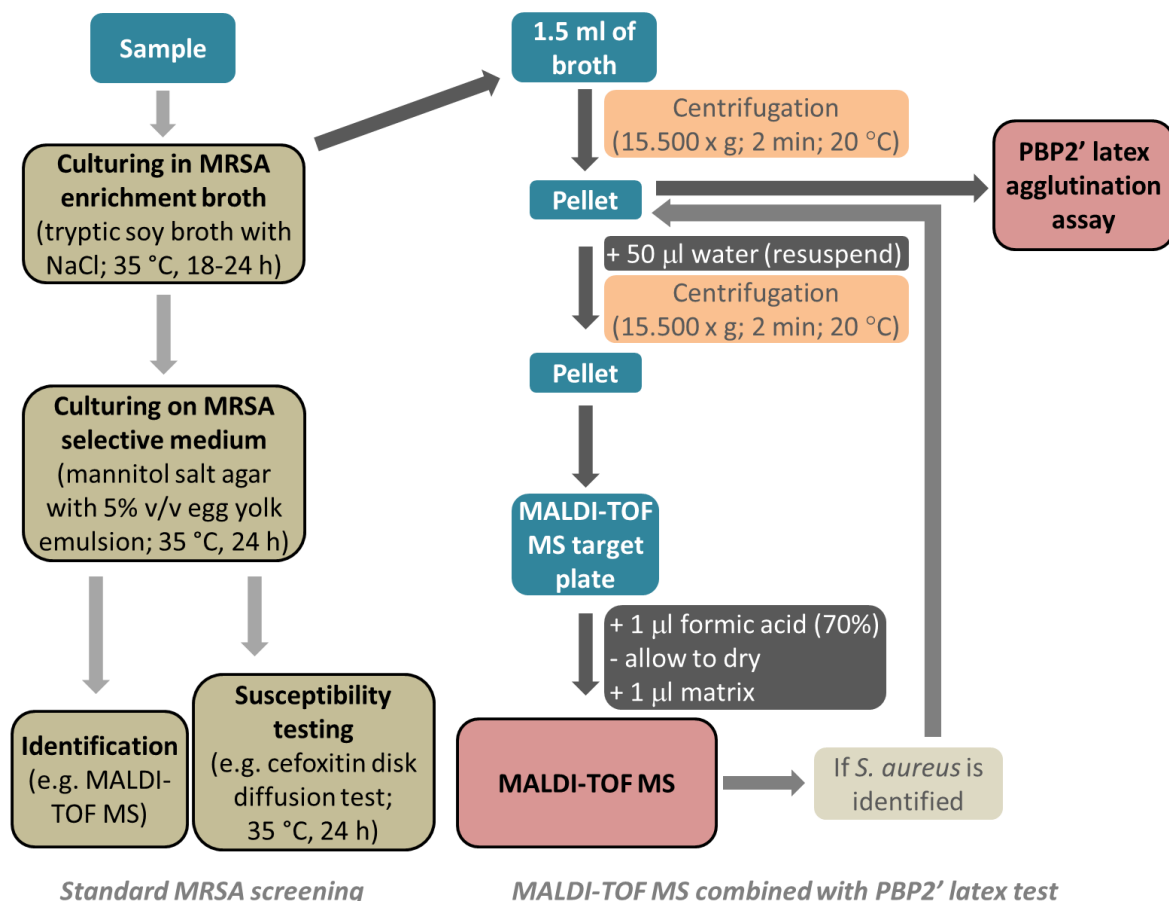 Sample
Culturing in MRSA
enrichment broth
(tryptic soy broth with
NaCl; 35 °C, 18-24 h)
Culturing on MRSA
selective medium
(mannitol salt agar
with 5% v/v egg yolk
emulsion; 35 °C, 24 h)
Identification
(e.g. MALDI-
TOF MS)
Susceptibility
testing
(e.g. cefoxitin disk
diffusion test;
35 °C, 24 h)
Standard MRSA screening
1.5 ml of
broth
Centrifugation
(15.500 x g; 2 min; 20 °C)
Pellet
PBP2’ latex
agglutination
assay
+ 50 µl water (resuspend)
Centrifugation
(15.500 x g; 2 min; 20 °C)
Pellet
MALDI-TOF
MS target
plate
+ 1 µl formic acid (70%)
- allow to dry
+ 1 µl matrix
MALDI-TOF MS
If S. aureus is
identified
MALDI-TOF MS combined with PBP2’ latex test